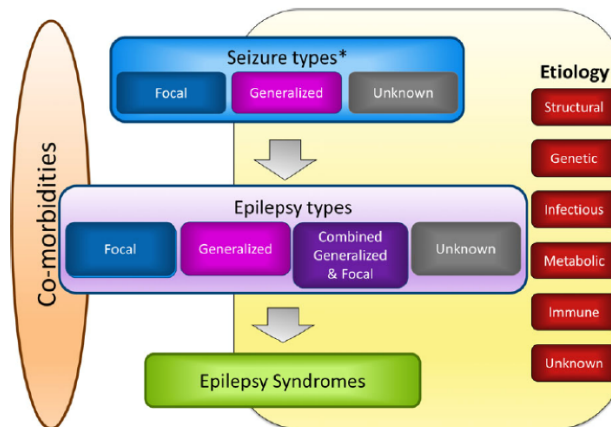 Seizure types*
Focal
Generalized
Unknown
Etiology
Structural
Genetic
Infectious
Metabolic
Immune
Unknown
Co-morbidities
Epilepsy types
Focal
Generalized
Combined
Generalized
& Focal
Unknown
Epilepsy Syndromes